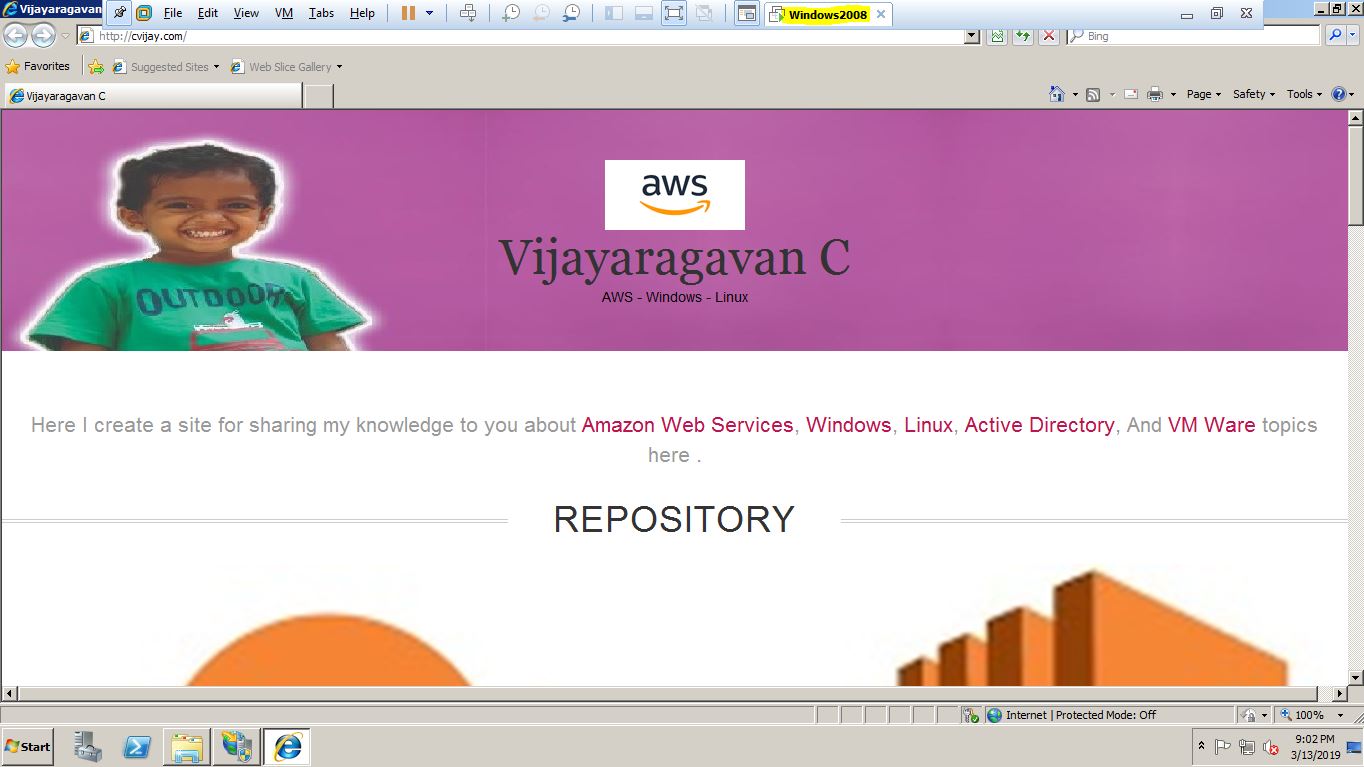 Vijayaragavan
File Edit View VM Tabs Help
Windows2008
http://cvijay.com/
Bing
Favorites
Suggested Sites
Web Slice Gallery
Vijayaragavan C
Page
Safety
Tools
aws
Vijayaragavan C
AWS - Windows - Linux
OUTDOOR
Here I create a site for sharing my knowledge to you about Amazon Web Services, Windows, Linux, Active Directory, And VM Ware topics
here .
REPOSITORY
Internet | Protected Mode: Off
100%
Start
9:02 PM
3/13/2019